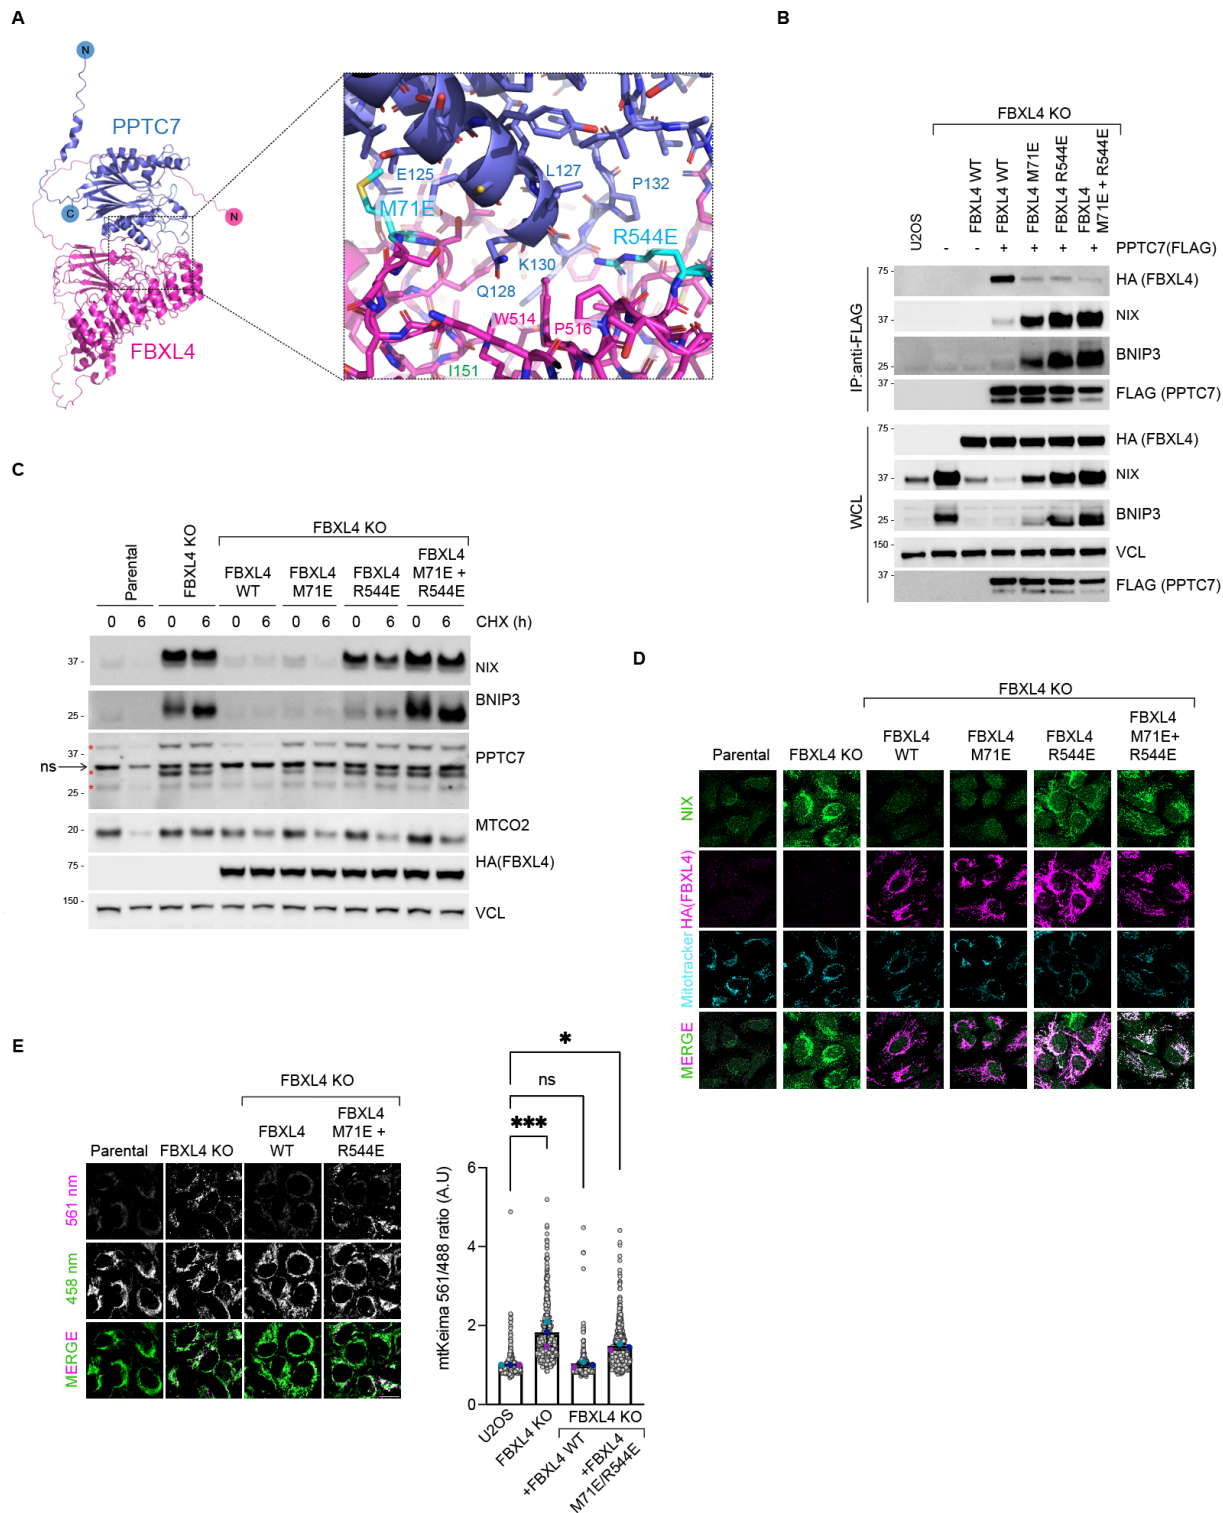 A
N
PPTC7
C
N
FBXL4
E125
L127
P132
M71E
R544E
K130
Q128
W514
P516
I151
B
FBXL4 KO
U2OS
-
FBXL4 WT
FBXL4 WT
FBXL4 M71E
FBXL4 R544E
FBXL4
M71E + R544E
- + + + + PPTC7(FLAG)
IP:anti-FLAG
75 - HA (FBXL4)
37 - NIX
25 - BNIP3
37 - FLAG (PPTC7)
WCL
75 - HA (FBXL4)
37 - NIX
25 - BNIP3
150 - VCL
37 - FLAG (PPTC7)
C
FBXL4 KO
Parental
FBXL4 KO
FBXL4 WT
FBXL4 M71E
FBXL4 R544E
FBXL4 M71E + R544E
0 6 0 6 0 6 0 6 0 6 0 6 CHX (h)
37 - NIX
25 - BNIP3
*
37 - PPTC7
ns
*
*
25 -
20 - MTCO2
75 - HA(FBXL4)
150 - VCL
D
FBXL4 KO
Parental
FBXL4 KO
FBXL4 WT
FBXL4 M71E
FBXL4 R544E
FBXL4 M71E+ R544E
NIX
HA(FBXL4)
Mitotracker
MERGE
E
FBXL4 KO
Parental
FBXL4 KO
FBXL4 WT
FBXL4 M71E + R544E
561 nm
458 nm
MERGE
*
ns
***
mtKeima 561/488 ratio (A.U)
6
4
2
0
U2OS
FBXL4 KO
FBXL4 KO
+FBXL4 WT
+FBXL4
M71E/R544E